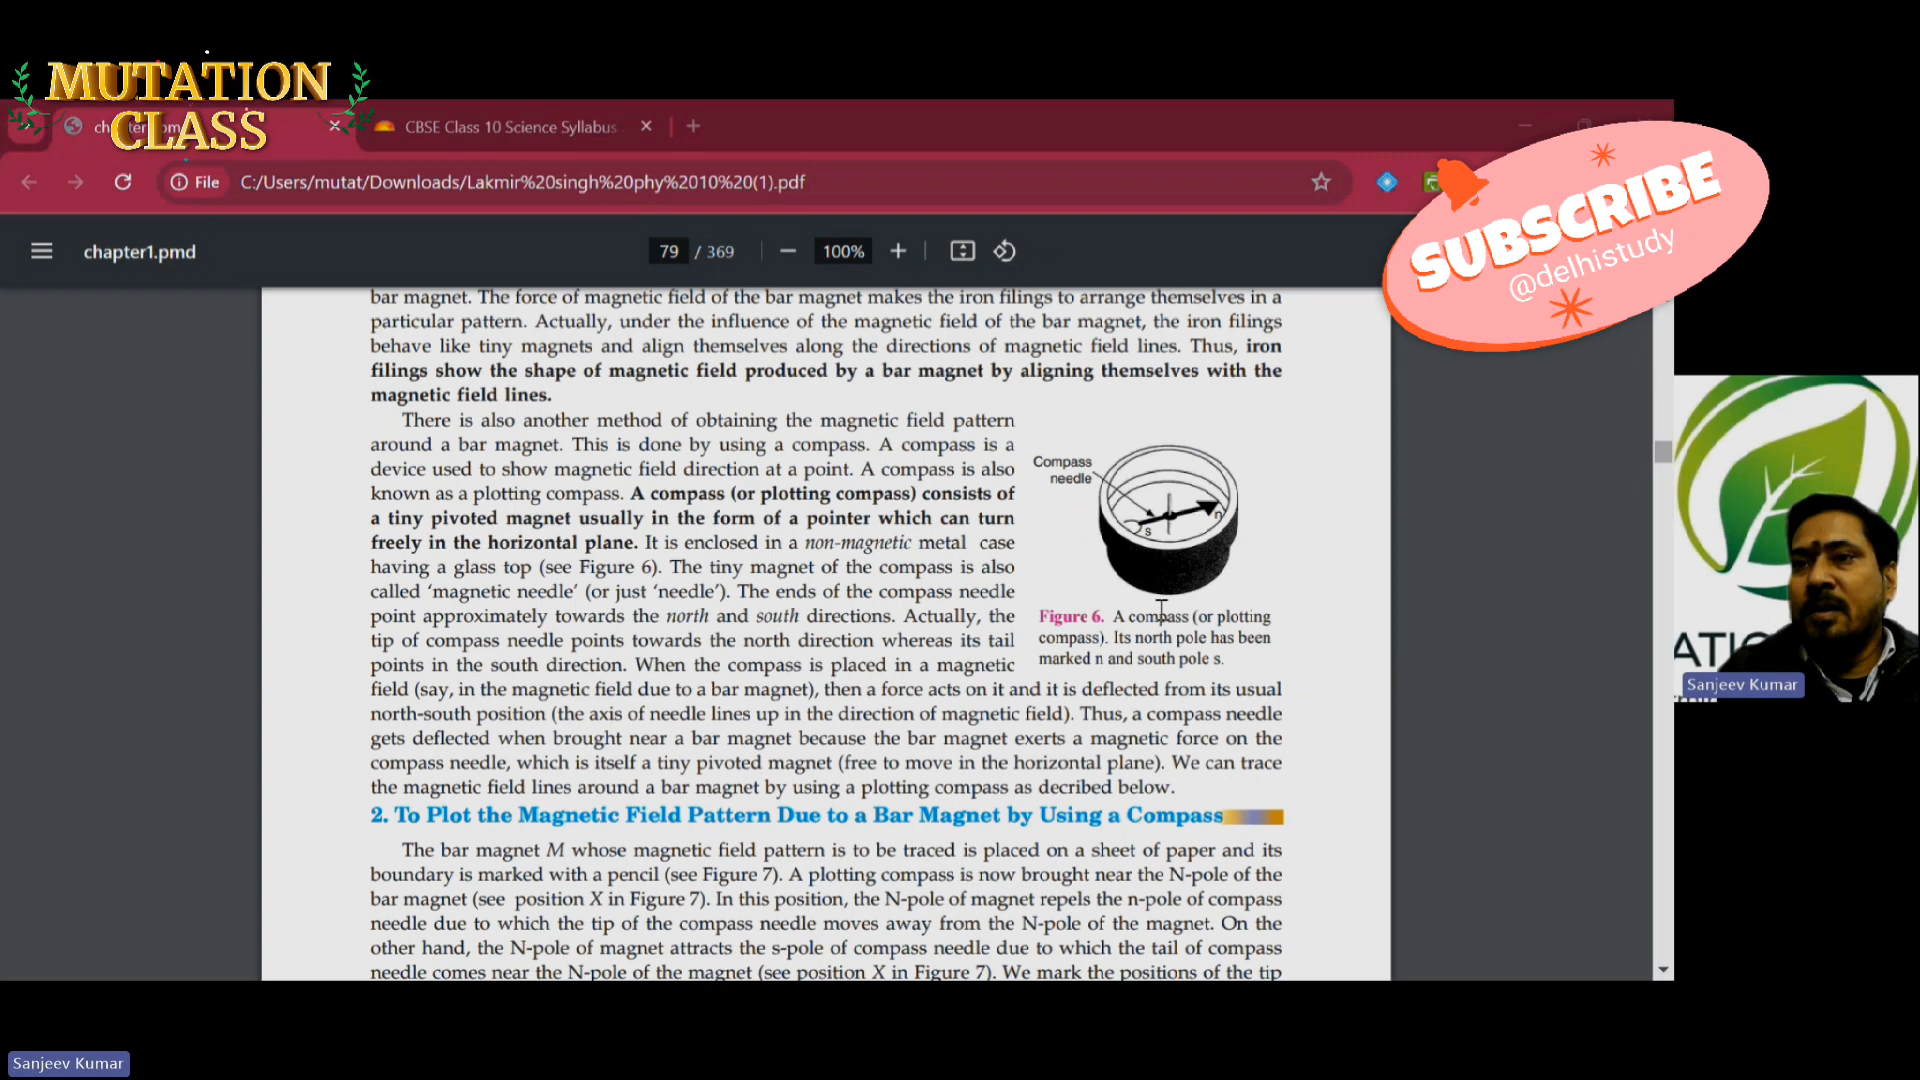 MUTATION
CLASS
CBSE Class 10 Science Syllabus
File C:/Users/mutat/Downloads/Lakmir%20singh%20phy%2010%20(1).pdf
SUBSCRIBE
@delhistudy
chapter1.pmd
79 / 369
100%
bar magnet. The force of magnetic field of the bar magnet makes the iron filings to arrange themselves in a
particular pattern. Actually, under the influence of the magnetic field of the bar magnet, the iron filings
behave like tiny magnets and align themselves along the directions of magnetic field lines. Thus, iron
filings show the shape of magnetic field produced by a bar magnet by aligning themselves with the
magnetic field lines.
There is also another method of obtaining the magnetic field pattern
around a bar magnet. This is done by using a compass. A compass is a
device used to show magnetic field direction at a point. A compass is also
known as a plotting compass. A compass (or plotting compass) consists of
a tiny pivoted magnet usually in the form of a pointer which can turn
freely in the horizontal plane. It is enclosed in a non-magnetic metal case
having a glass top (see Figure 6). The tiny magnet of the compass is also
called ‘magnetic needle’ (or just ‘needle’). The ends of the compass needle
point approximately towards the north and south directions. Actually, the
tip of compass needle points towards the north direction whereas its tail
points in the south direction. When the compass is placed in a magnetic
field (say, in the magnetic field due to a bar magnet), then a force acts on it and it is deflected from its usual
north-south position (the axis of needle lines up in the direction of magnetic field). Thus, a compass needle
gets deflected when brought near a bar magnet because the bar magnet exerts a magnetic force on the
compass needle, which is itself a tiny pivoted magnet (free to move in the horizontal plane). We can trace
the magnetic field lines around a bar magnet by using a plotting compass as decribed below.
Compass
needle
n
s
Figure 6. A compass (or plotting
compass). Its north pole has been
marked n and south pole s.
2. To Plot the Magnetic Field Pattern Due to a Bar Magnet by Using a Compass
The bar magnet M whose magnetic field pattern is to be traced is placed on a sheet of paper and its
boundary is marked with a pencil (see Figure 7). A plotting compass is now brought near the N-pole of the
bar magnet (see position X in Figure 7). In this position, the N-pole of magnet repels the n-pole of compass
needle due to which the tip of the compass needle moves away from the N-pole of the magnet. On the
other hand, the N-pole of magnet attracts the s-pole of compass needle due to which the tail of compass
needle comes near the N-pole of the magnet (see position X in Figure 7). We mark the positions of the tip
Sanjeev Kumar
Sanjeev Kumar